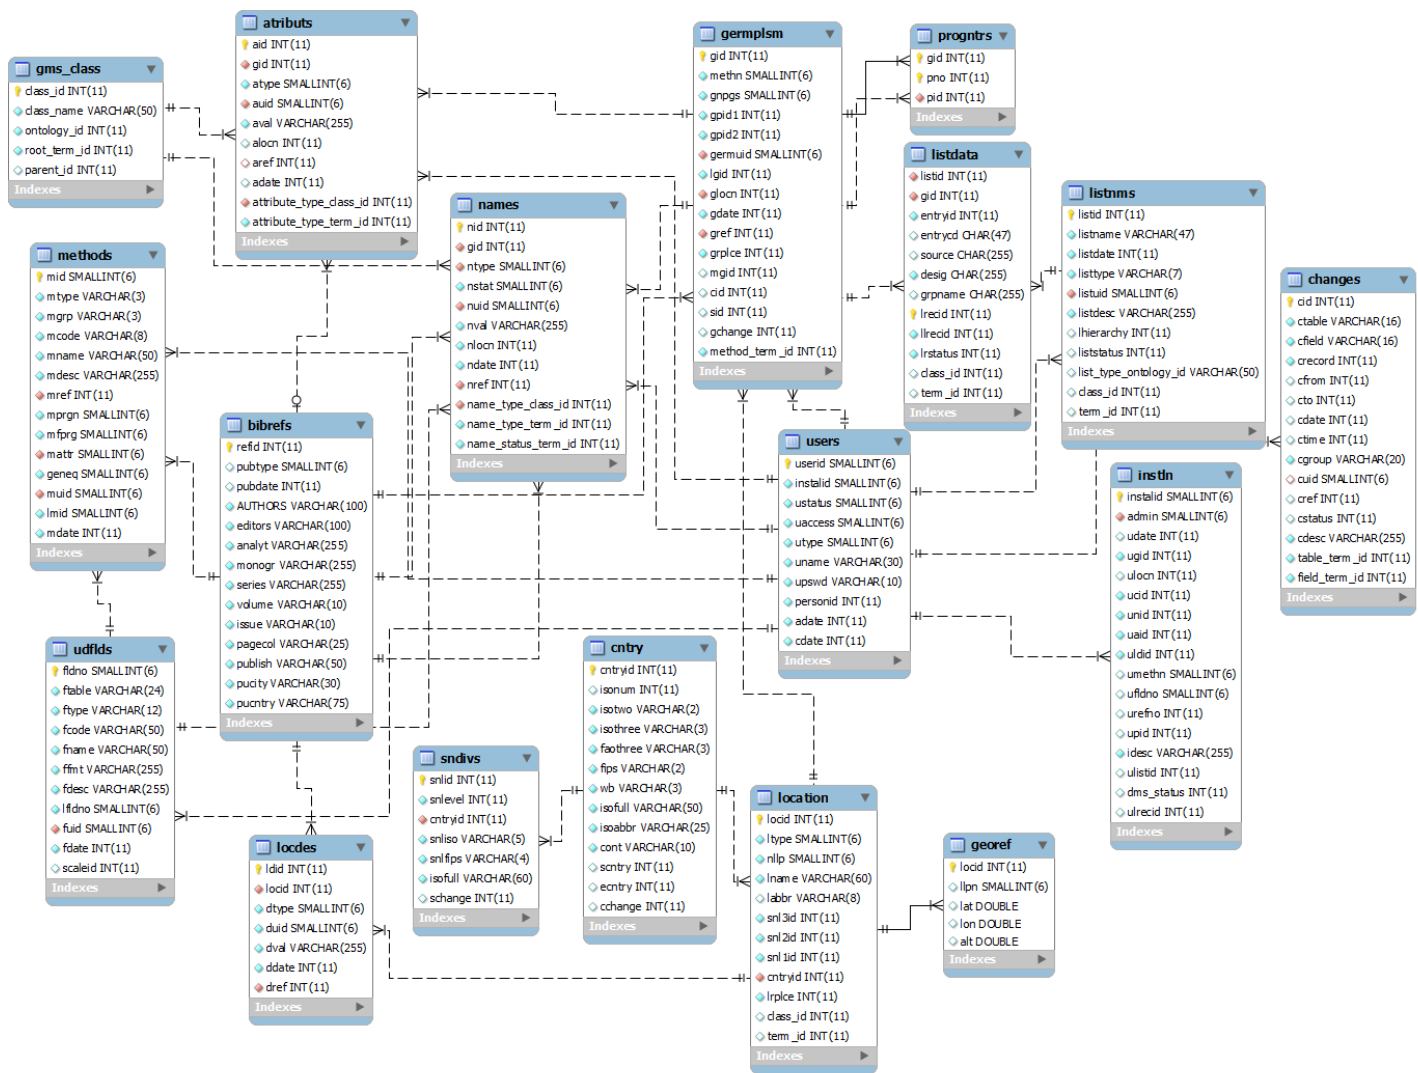 gms_class
class_id INT(11)
class_name VARCHAR(50)
ontology_id INT(11)
root_term_id INT(11)
parent_id INT(11)
Indexes
atributs
aid INT(11)
gid INT(11)
atype SMALLINT(6)
auid SMALLINT(6)
aval VARCHAR(255)
alocn INT(11)
aref INT(11)
adate INT(11)
attribute_type_class_id INT(11)
attribute_type_term_id INT(11)
Indexes
germplsm
gid INT(11)
methn SMALLINT(6)
gnpgs SMALLINT(6)
gpid1 INT(11)
gpid2 INT(11)
germuid SMALLINT(6)
lgid INT(11)
glocn INT(11)
gdate INT(11)
gref INT(11)
grplce INT(11)
mgid INT(11)
cid INT(11)
sid INT(11)
gchange INT(11)
method_term_id INT(11)
Indexes
progntrs
gid INT(11)
pno INT(11)
pid INT(11)
Indexes
listdata
listid INT(11)
gid INT(11)
entryid INT(11)
entrycd CHAR(47)
source CHAR(255)
desig CHAR(255)
grpname CHAR(255)
lrecid INT(11)
llrecid INT(11)
lrstatus INT(11)
class_id INT(11)
term_id INT(11)
Indexes
listnms
listid INT(11)
listname VARCHAR(47)
listdate INT(11)
listtype VARCHAR(7)
listuid SMALLINT(6)
listdesc VARCHAR(255)
lhierarchy INT(11)
liststatus INT(11)
list_type_ontology_id VARCHAR(50)
class_id INT(11)
term_id INT(11)
Indexes
changes
cid INT(11)
ctable VARCHAR(16)
cfield VARCHAR(16)
crecord INT(11)
cfrom INT(11)
cto INT(11)
cdate INT(11)
ctime INT(11)
cgroup VARCHAR(20)
cuid SMALLINT(6)
cref INT(11)
cstatus INT(11)
cdesc VARCHAR(255)
table_term_id INT(11)
field_term_id INT(11)
Indexes
methods
mid SMALLINT(6)
mtype VARCHAR(3)
mgrp VARCHAR(3)
mcode VARCHAR(8)
mname VARCHAR(50)
mdesc VARCHAR(255)
mref INT(11)
mprgn SMALLINT(6)
mfprg SMALLINT(6)
mattr SMALLINT(6)
geneq SMALLINT(6)
muid SMALLINT(6)
lmid SMALLINT(6)
mdate INT(11)
Indexes
names
nid INT(11)
gid INT(11)
ntype SMALLINT(6)
nstat SMALLINT(6)
nuid SMALLINT(6)
nval VARCHAR(255)
nlocn INT(11)
ndate INT(11)
nref INT(11)
name_type_class_id INT(11)
name_type_term_id INT(11)
name_status_term_id INT(11)
Indexes
bibrefs
refid INT(11)
pubtype SMALLINT(6)
pubdate INT(11)
AUTHORS VARCHAR(100)
editors VARCHAR(100)
analyt VARCHAR(255)
monogr VARCHAR(255)
series VARCHAR(255)
volume VARCHAR(10)
issue VARCHAR(10)
pagecol VARCHAR(25)
publish VARCHAR(50)
pucity VARCHAR(30)
pucntry VARCHAR(75)
Indexes
users
userid SMALLINT(6)
instalid SMALLINT(6)
ustatus SMALLINT(6)
uaccess SMALLINT(6)
utype SMALLINT(6)
uname VARCHAR(30)
upswd VARCHAR(10)
personid INT(11)
adate INT(11)
cdate INT(11)
Indexes
instln
instalid SMALLINT(6)
admin SMALLINT(6)
udate INT(11)
ugid INT(11)
ulocn INT(11)
ucid INT(11)
unid INT(11)
uaid INT(11)
uldid INT(11)
umethn SMALLINT(6)
ufldno SMALLINT(6)
urefno INT(11)
upid INT(11)
idesc VARCHAR(255)
ulistid INT(11)
dms_status INT(11)
ulrecid INT(11)
Indexes
udflds
fldno SMALLINT(6)
ftable VARCHAR(24)
ftype VARCHAR(12)
fcode VARCHAR(50)
fname VARCHAR(50)
ffmt VARCHAR(255)
fdesc VARCHAR(255)
lfldno SMALLINT(6)
fuid SMALLINT(6)
fdate INT(11)
scaleid INT(11)
Indexes
cntry
cntryid INT(11)
isonum INT(11)
isotwo VARCHAR(2)
isothree VARCHAR(3)
faothree VARCHAR(3)
fips VARCHAR(2)
wb VARCHAR(3)
isofull VARCHAR(50)
isoabbr VARCHAR(25)
cont VARCHAR(10)
scntry INT(11)
ecntry INT(11)
cchange INT(11)
Indexes
sndivs
snlid INT(11)
snlevel INT(11)
cntryid INT(11)
snliso VARCHAR(5)
snlfips VARCHAR(4)
isofull VARCHAR(60)
schange INT(11)
Indexes
location
locid INT(11)
ltype SMALLINT(6)
nllp SMALLINT(6)
lname VARCHAR(60)
labbr VARCHAR(8)
snl3id INT(11)
snl2id INT(11)
snl1id INT(11)
cntryid INT(11)
lrplce INT(11)
class_id INT(11)
term_id INT(11)
Indexes
georef
locid INT(11)
llpn SMALLINT(6)
lat DOUBLE
lon DOUBLE
alt DOUBLE
Indexes
locdes
ldid INT(11)
locid INT(11)
dtype SMALLINT(6)
duid SMALLINT(6)
dval VARCHAR(255)
ddate INT(11)
dref INT(11)
Indexes